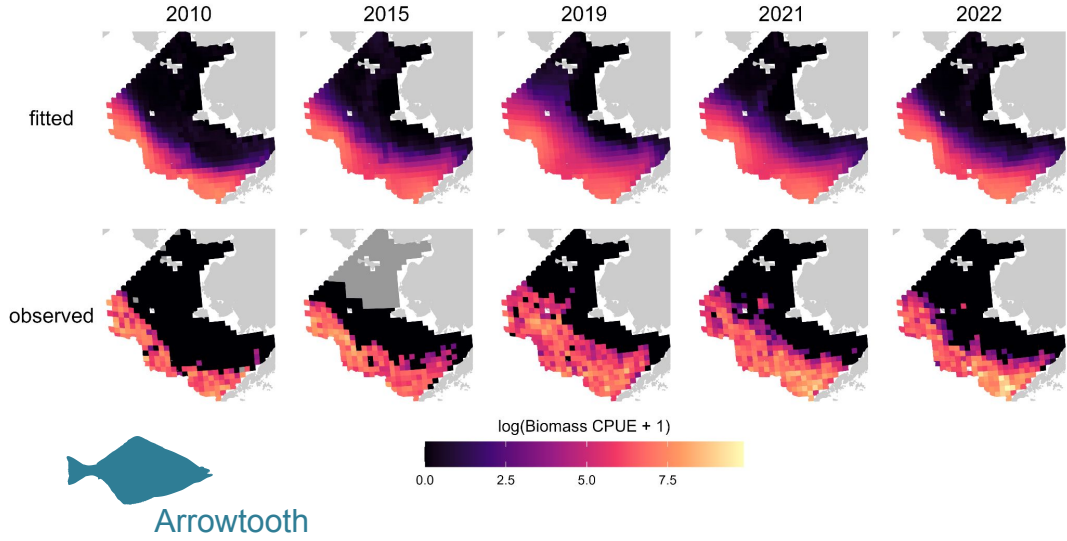 2010 2015 2019 2021 2022
fitted
observed
log(Biomass CPUE + 1)
0.0 2.5 5.0 7.5
Arrowtooth